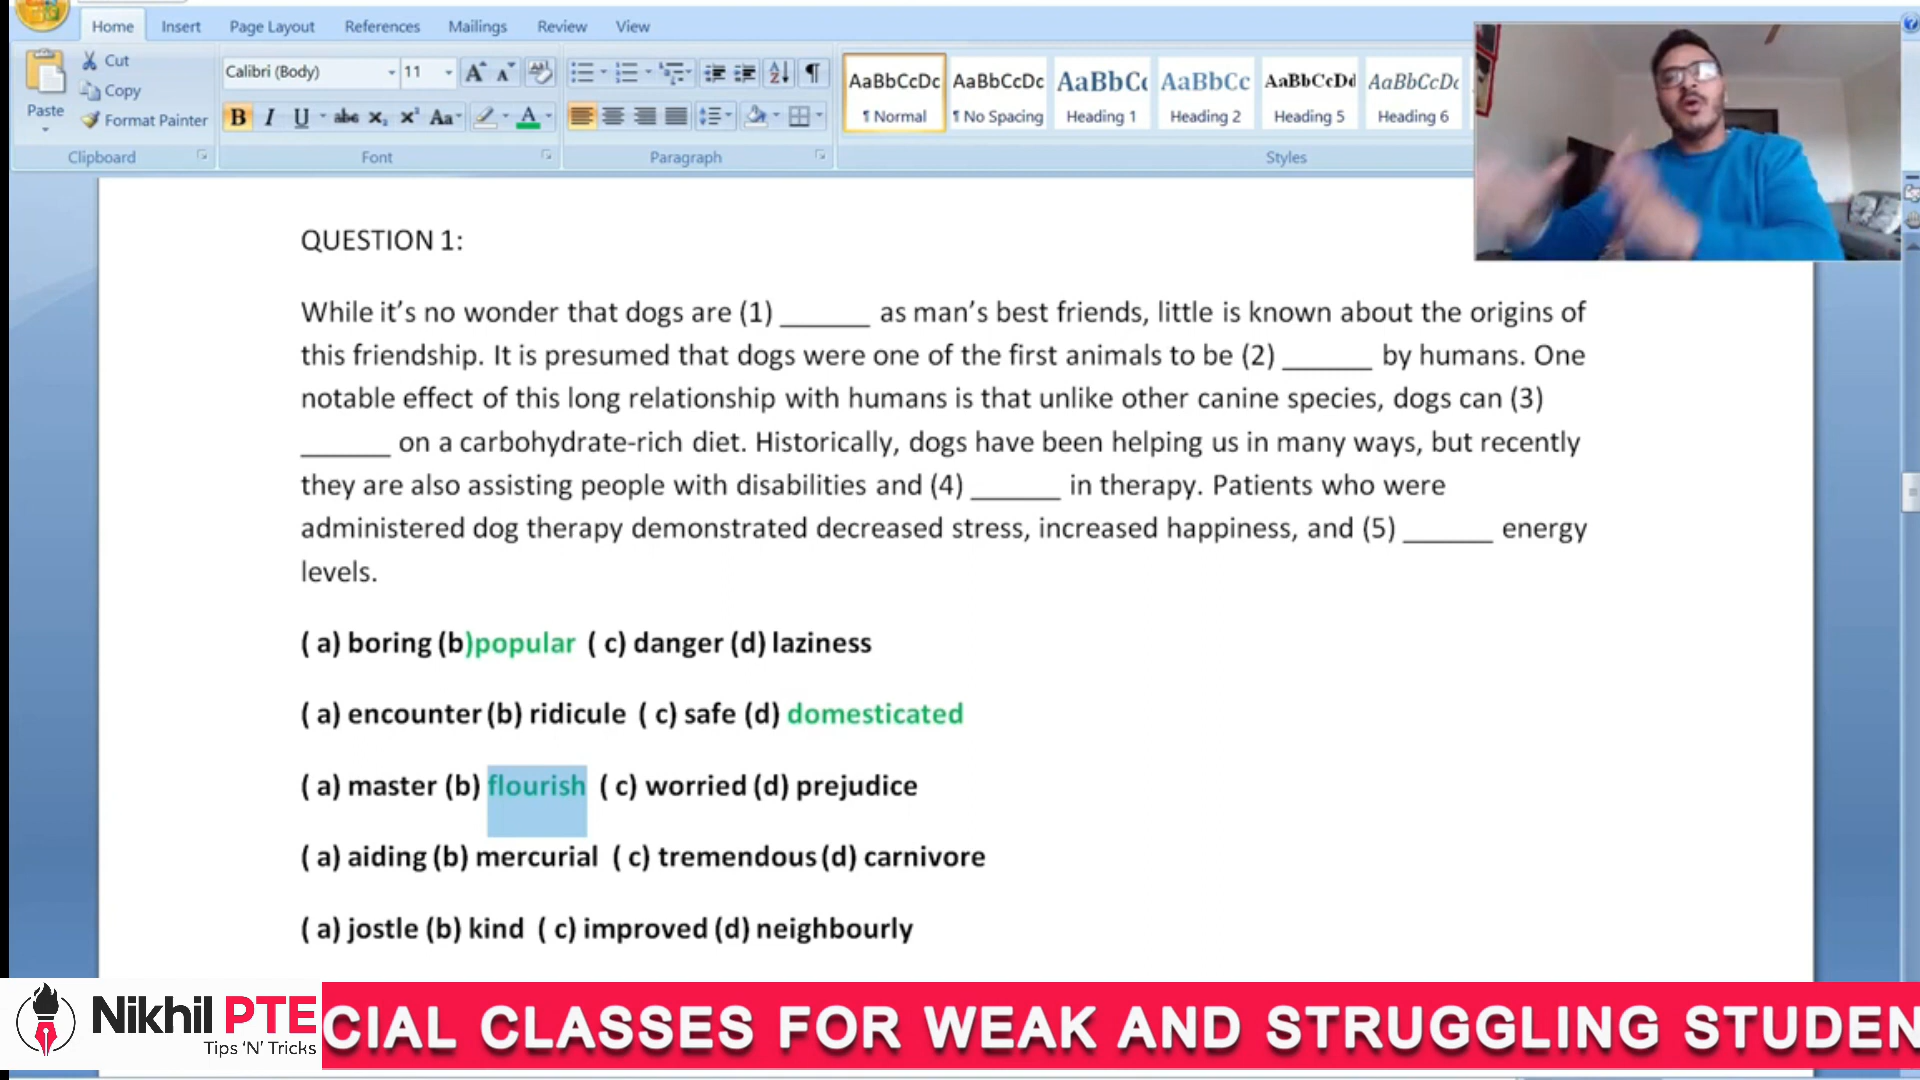 Home Insert Page Layout References Mailings Review View
Cut
Copy
Format Painter
Paste
Clipboard
Calibri (Body) 11
B I U abc X₂ X² Aa A
Font
Paragraph
AaBbCcDc AaBbCcDc AaBbCc AaBbCc AaBbCcDd AaBbCcDc
¶ Normal ¶ No Spacing Heading 1 Heading 2 Heading 5 Heading 6
Styles
QUESTION 1:
While it’s no wonder that dogs are (1) ______ as man’s best friends, little is known about the origins of
this friendship. It is presumed that dogs were one of the first animals to be (2) ______ by humans. One
notable effect of this long relationship with humans is that unlike other canine species, dogs can (3)
______ on a carbohydrate-rich diet. Historically, dogs have been helping us in many ways, but recently
they are also assisting people with disabilities and (4) ______ in therapy. Patients who were
administered dog therapy demonstrated decreased stress, increased happiness, and (5) ______ energy
levels.
( a) boring (b)popular ( c) danger (d) laziness
( a) encounter (b) ridicule ( c) safe (d) domesticated
( a) master (b) flourish ( c) worried (d) prejudice
( a) aiding (b) mercurial ( c) tremendous (d) carnivore
( a) jostle (b) kind ( c) improved (d) neighbourly
Nikhil PTE
Tips 'N' Tricks
CIAL CLASSES FOR WEAK AND STRUGGLING STUDEN